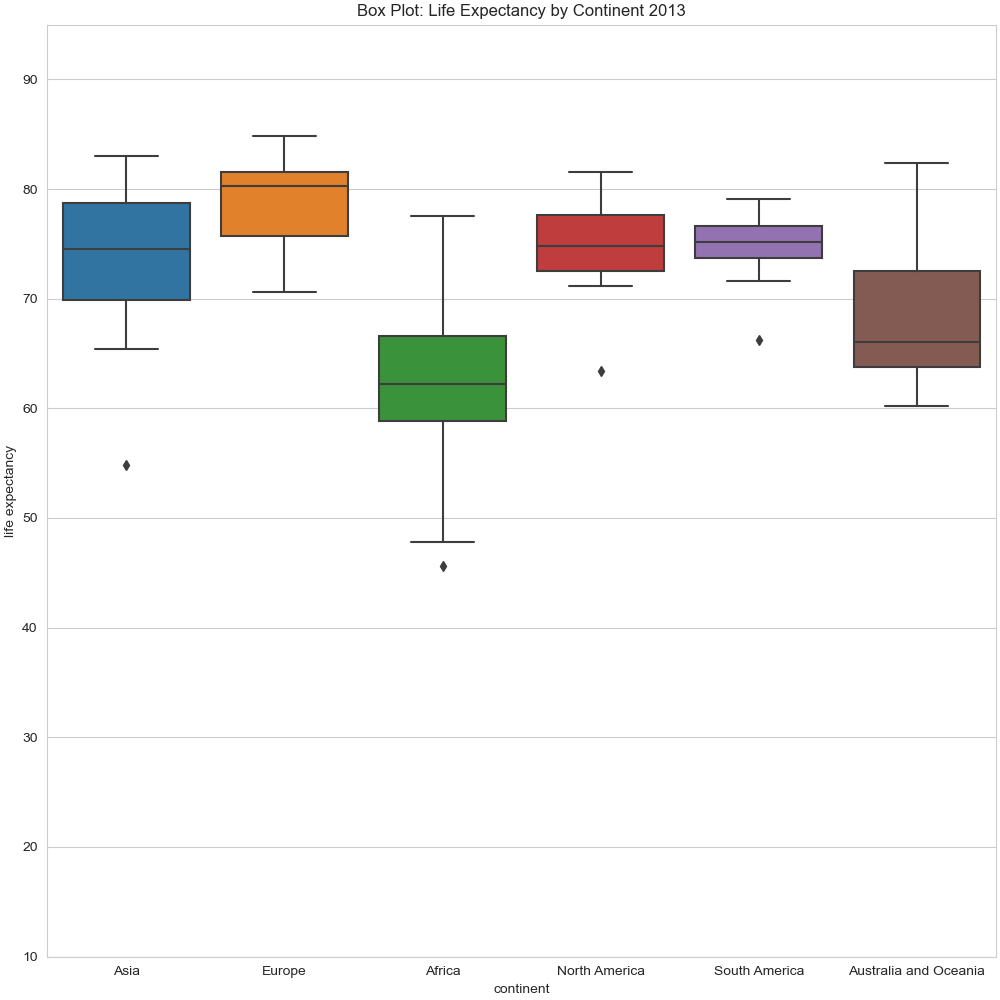 Box Plot: Life Expectancy by Continent 2013
90
80
70
60
50
40
30
20
10
life expectancy
Asia Europe Africa North America South America Australia and Oceania
continent